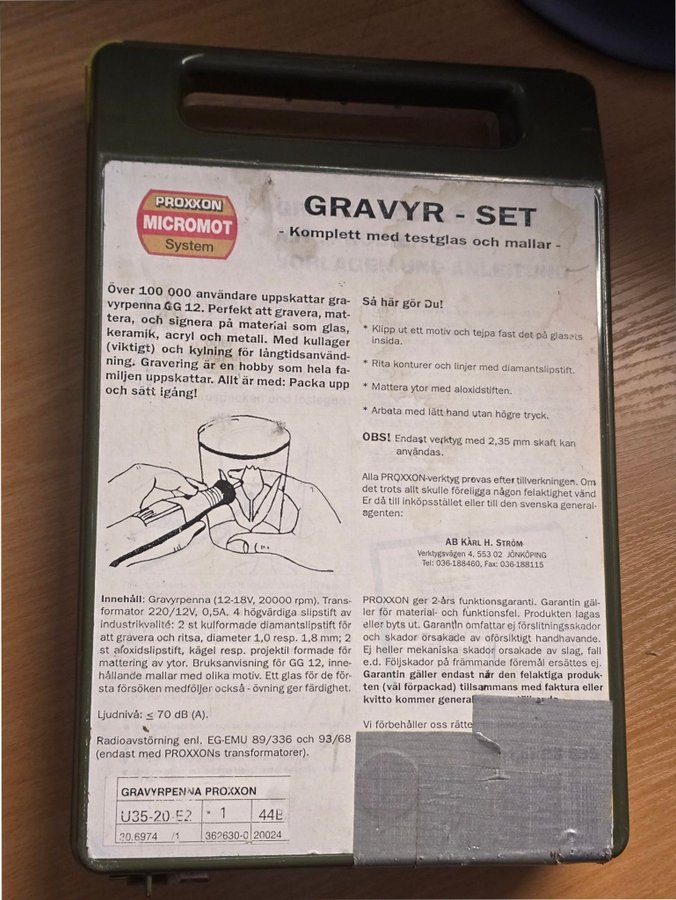 PROXXON
MICROMOT
System
GRAVYR - SET
- Komplett med testglas och mallar -
Över 100 000 användare uppskattar gra-
vyrpenna GG 12. Perfekt att gravera, mat-
tera, och signera på material som glas,
keramik, acryl och metall. Med kullager
(viktigt) och kylning för långtidsanvänd-
ning. Gravering är en hobby som hela fa-
miljen uppskattar. Allt är med: Packa upp
och sätt igång!
Så här gör Du!
* Klipp ut ett motiv och tejpa fast det på glasets
insida.
* Rita konturer och linjer med diamantslipstift.
* Mattera ytor med aloxidstiften.
* Arbeta med lätt hand utan högre tryck.
OBS! Endast verktyg med 2,35 mm skaft kan
användas.
Alla PROXXON-verktyg provas efter tillverkningen. Om
det trots allt skulle föreligga någon felaktighet vänd
Er då till inköpsstället eller till den svenska general-
agenten:
AB KARL H. STRÖM
Verktygsvägen 4, 553 02 JÖNKÖPING
Tel: 036-188460, Fax: 036-188115
Innehåll: Gravyrpenna (12-18V, 20000 rpm). Trans-
formator 220/12V, 0,5A. 4 högvärdiga slipstift av
industrikvalité: 2 st kulformade diamantslipstift för
att gravera och ritsa, diameter 1,0 resp. 1,8 mm; 2
st aloxidslipstift, kägel resp. projektil formade för
mattering av ytor. Bruksanvisning för GG 12, inne-
hållande mallar med olika motiv. Ett glas för de för-
sta försöken medföljer också - övning ger färdighet.
Ljudnivå: ≤ 70 dB (A).
Radioavstörning enl. EG-EMU 89/336 och 93/68
(endast med PROXXONs transformatorer).
PROXXON ger 2-års funktionsgaranti. Garantin gäl-
ler för material- och funktionsfel. Produkten lagas
eller byts ut. Garantin omfattar ej förslitningsskador
och skador orsakade av oförsiktigt handhavande.
Ej heller mekaniska skador orsakade av slag, fall
e.d. Följdskador på främmande föremål ersättes ej.
Garantin gäller endast när den felaktiga produk-
ten (väl förpackad) tillsammans med faktura eller
kvitto kommer general
Vi förbehåller oss rätte
GRAVYRPENNA PROXXON
U35-20-E2 * 1 44B
30.6974 /1 362630-0 20024